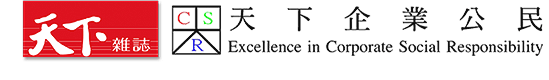 天下雜誌
C S R
天下企業公民
Excellence in Corporate Social Responsibility